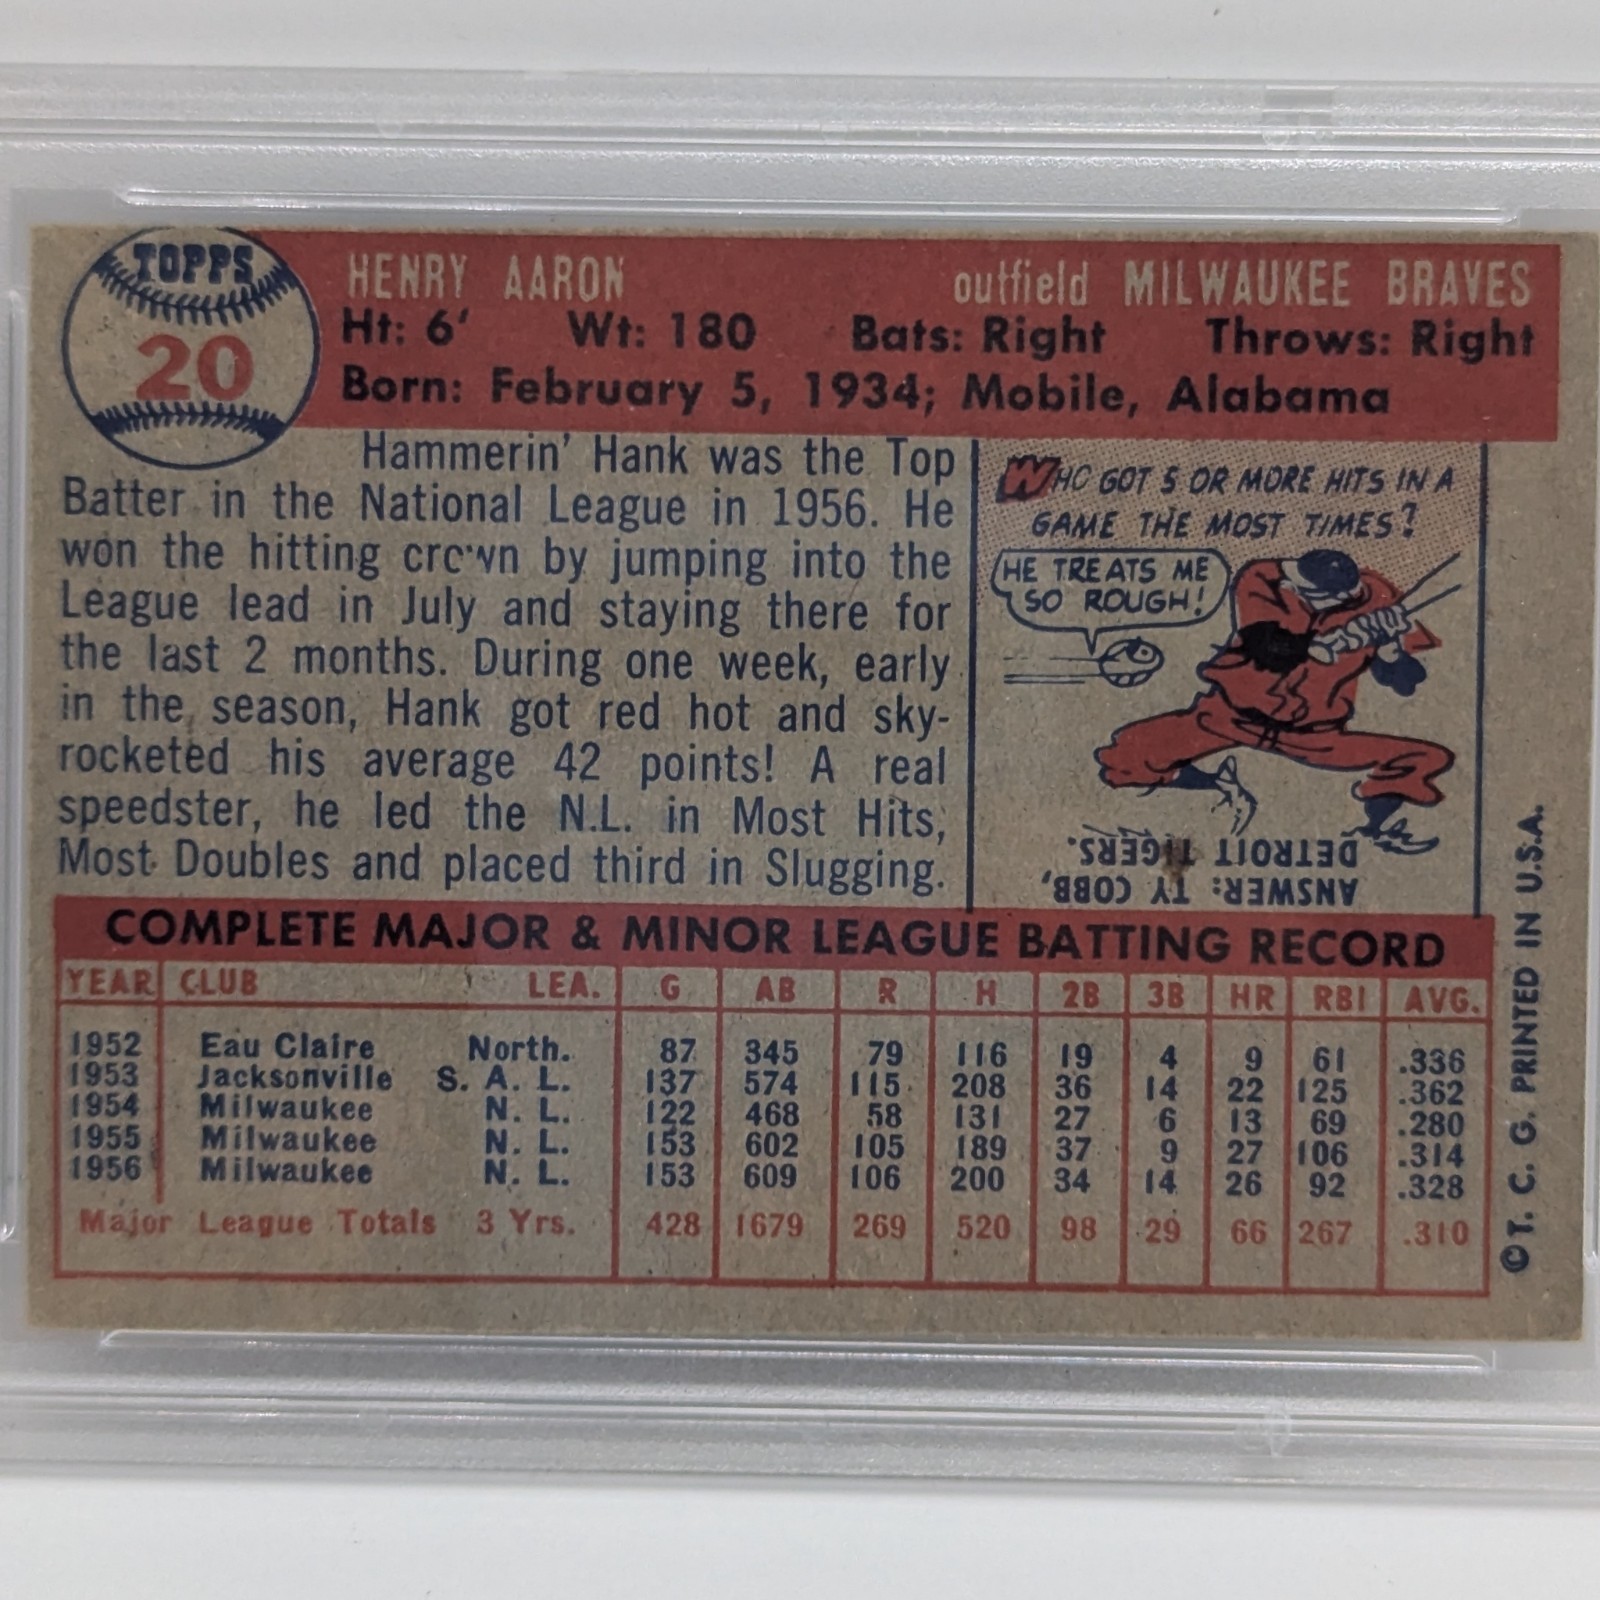 TOPPS
20
HENRY AARON outfield MILWAUKEE BRAVES
Ht: 6' Wt: 180 Bats: Right Throws: Right
Born: February 5, 1934; Mobile, Alabama
Hammerin' Hank was the Top
Batter in the National League in 1956. He
won the hitting crown by jumping into the
League lead in July and staying there for
the last 2 months. During one week, early
in the season, Hank got red hot and sky-
rocketed his average 42 points! A real
speedster, he led the N.L. in Most Hits,
Most Doubles and placed third in Slugging.
WHO GOT 5 OR MORE HITS IN A
GAME THE MOST TIMES?
HE TREATS ME
SO ROUGH!
ANSWER: TY COBB,
DETROIT TIGERS.
COMPLETE MAJOR & MINOR LEAGUE BATTING RECORD
YEAR CLUB LEA. G AB R H 2B 3B HR RBI AVG.
1952 Eau Claire North. 87 345 79 116 19 4 9 61 .336
1953 Jacksonville S. A. L. 137 574 115 208 36 14 22 125 .362
1954 Milwaukee N. L. 122 468 58 131 27 6 13 69 .280
1955 Milwaukee N. L. 153 602 105 189 37 9 27 106 .314
1956 Milwaukee N. L. 153 609 106 200 34 14 26 92 .328
Major League Totals 3 Yrs. 428 1679 269 520 98 29 66 267 .310
©T. C. G. PRINTED IN U.S.A.